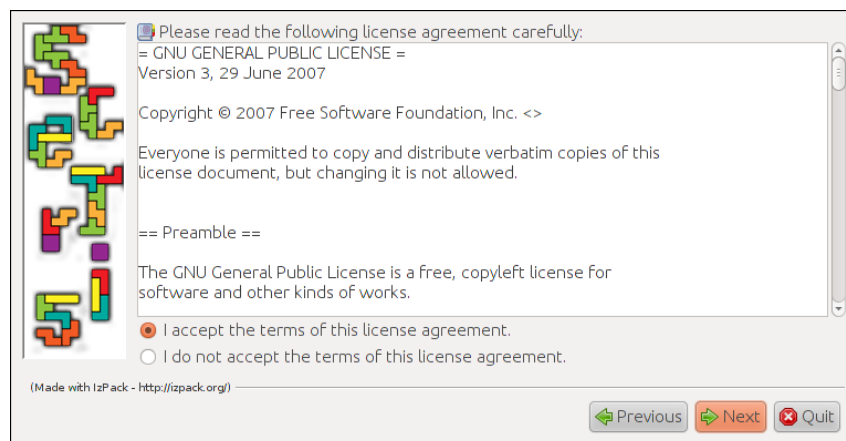 Please read the following license agreement carefully:
= GNU GENERAL PUBLIC LICENSE =
Version 3, 29 June 2007
Copyright © 2007 Free Software Foundation, Inc. <>
Everyone is permitted to copy and distribute verbatim copies of this
license document, but changing it is not allowed.
== Preamble ==
The GNU General Public License is a free, copyleft license for
software and other kinds of works.
I accept the terms of this license agreement.
I do not accept the terms of this license agreement.
(Made with IzPack - http://izpack.org/)
Previous Next Quit